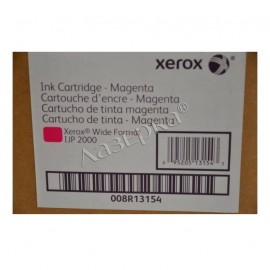 xerox
Ink Cartridge - Magenta
Cartouche d'encre - Magenta
Cartucho de tinta magenta
Cartucho de tinta - Magenta
Xerox® Wide Format
IJP 2000
Лазерка®
008R13154